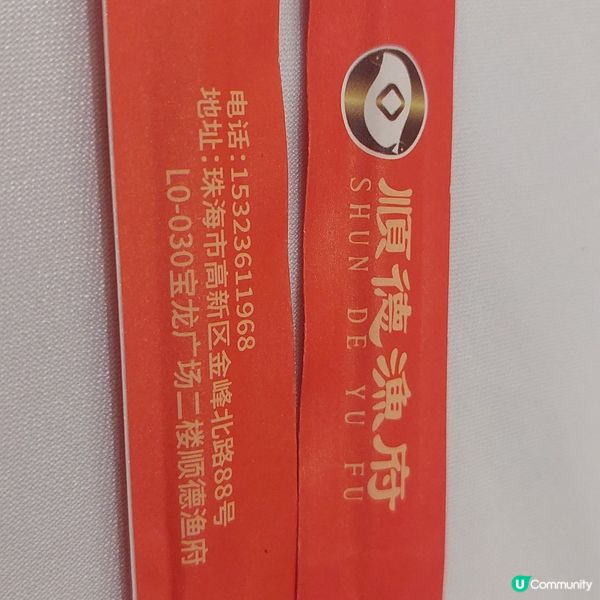 电话:15323611968
地址:珠海市高新区金峰北路88号
L0-030宝龙广场二楼顺德渔府
順德漁府
SHUN DE YU FU
U Community